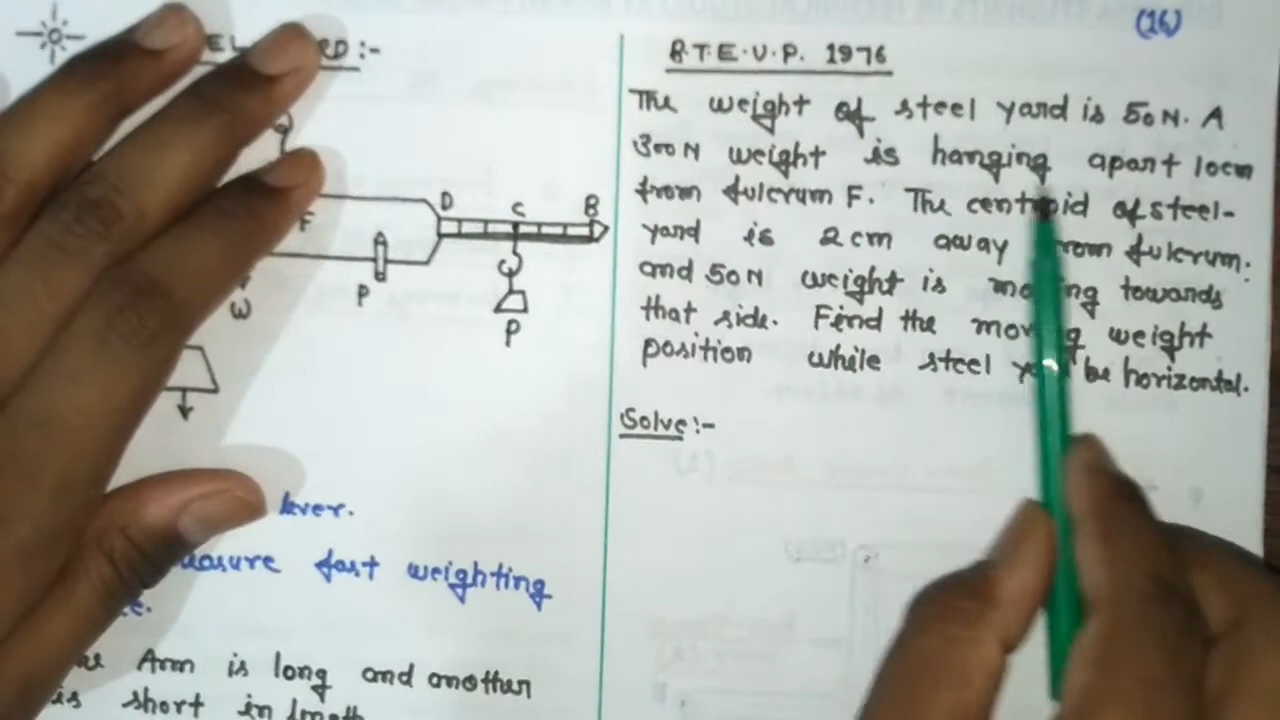 (16)
B.T.E.U.P. 1976
The weight of steel yard is 50N. A
300N weight is hanging apart 10cm
from fulcrum F. The centroid of steel-
yard is 2cm away from fulcrum.
and 50N weight is moving towards
that side. Find the moving weight
position while steel yard be horizontal.
Solve:-
F
D
C
B
W
P
P
lever.
fast weighting
Arm is long and another
is short in length